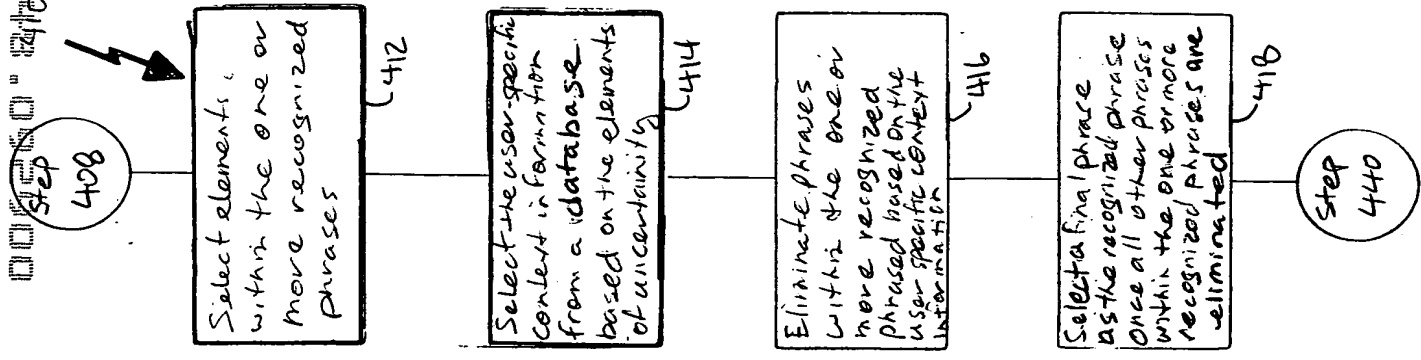 Step
408
Select elements
within the one or
more recognized
phrases
412
Select the user-specific
context information
from a database
based on the elements
of uncertainity
414
Eliminate phrases
within the one or
more recognized
phrased based on the
user specific context
information
416
Select a final phrase
as the recognized phrase
once all other phrases
within the one or more
recognized phrases are
eliminated
418
Step
440